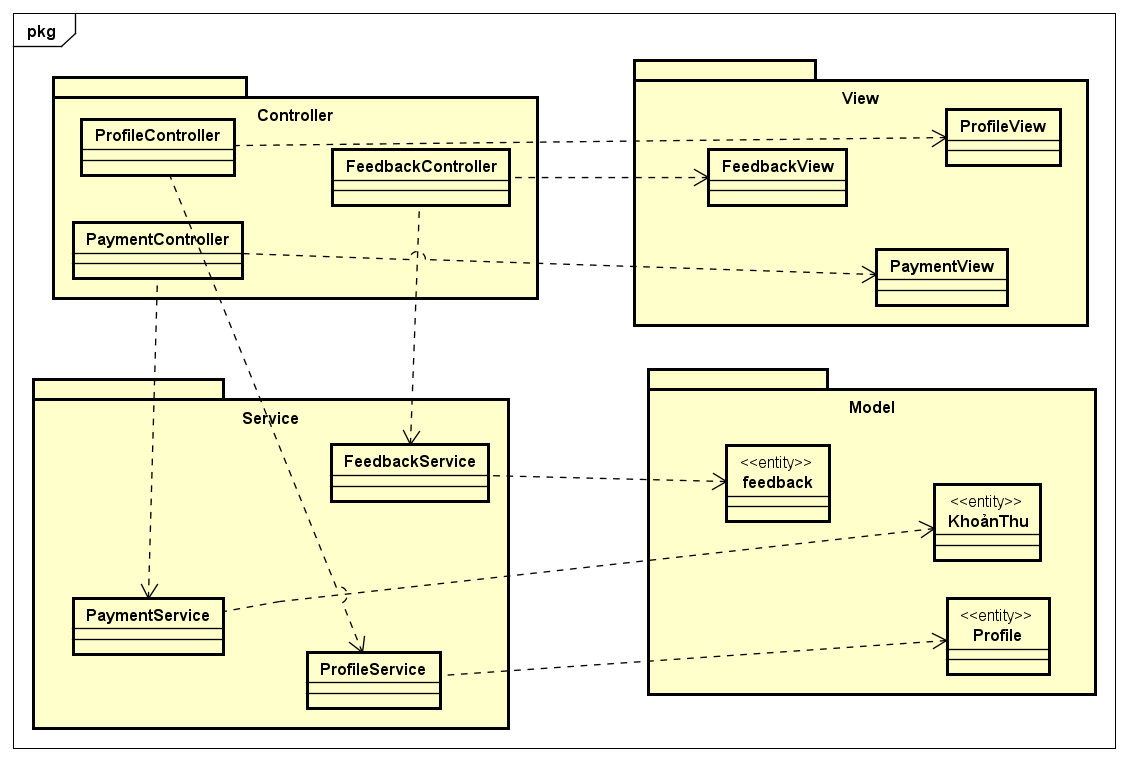 pkg
Controller
ProfileController
FeedbackController
PaymentController
View
ProfileView
FeedbackView
PaymentView
Service
FeedbackService
PaymentService
ProfileService
Model
<<entity>>
feedback
<<entity>>
KhoảnThu
<<entity>>
Profile